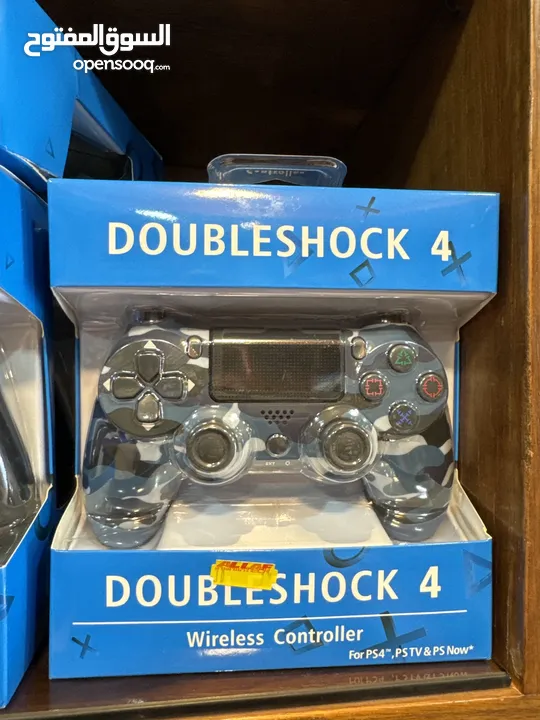 السوق المفتوح
opensooq.com
DOUBLESHOCK 4
DOUBLESHOCK 4
Wireless Controller
For PS4™, PS TV & PS Now*